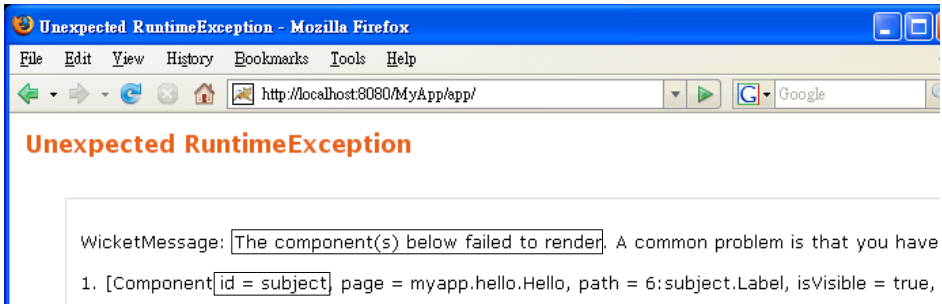 Unexpected RuntimeException - Mozilla Firefox
File Edit View History Bookmarks Tools Help
http://localhost:8080/MyApp/app/ G Google
Unexpected RuntimeException
WicketMessage: The component(s) below failed to render. A common problem is that you have
1. [Component id = subject, page = myapp.hello.Hello, path = 6:subject.Label, isVisible = true,